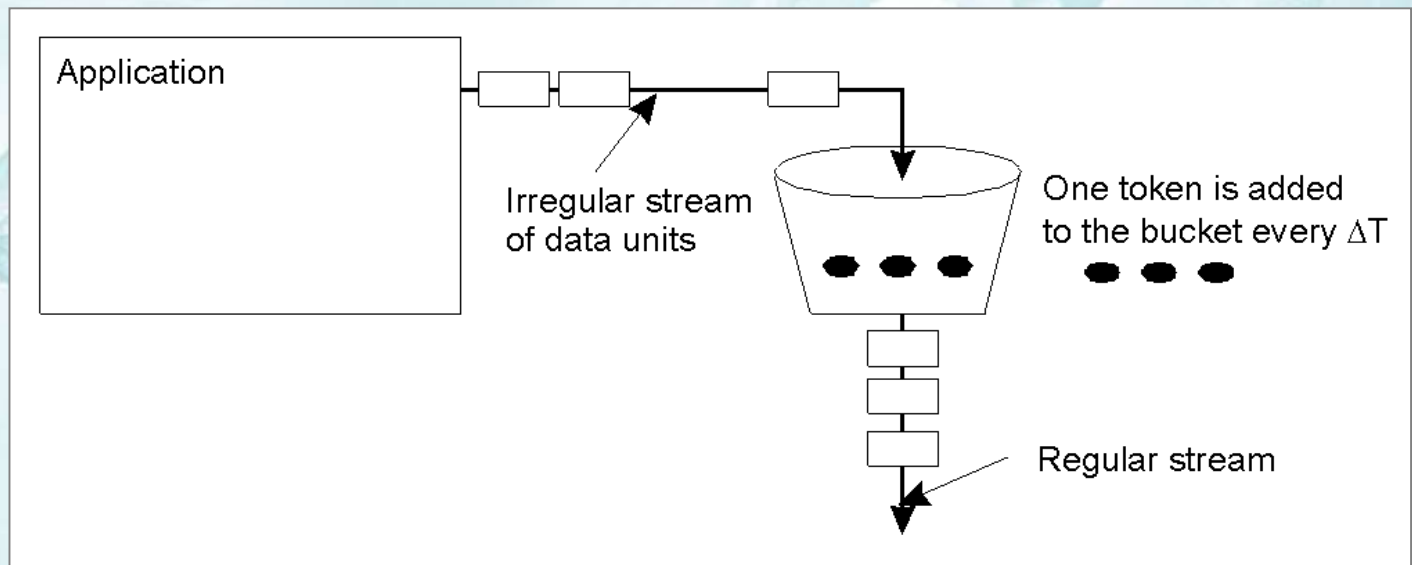 Application
Irregular stream
of data units
One token is added
to the bucket every ΔT
Regular stream